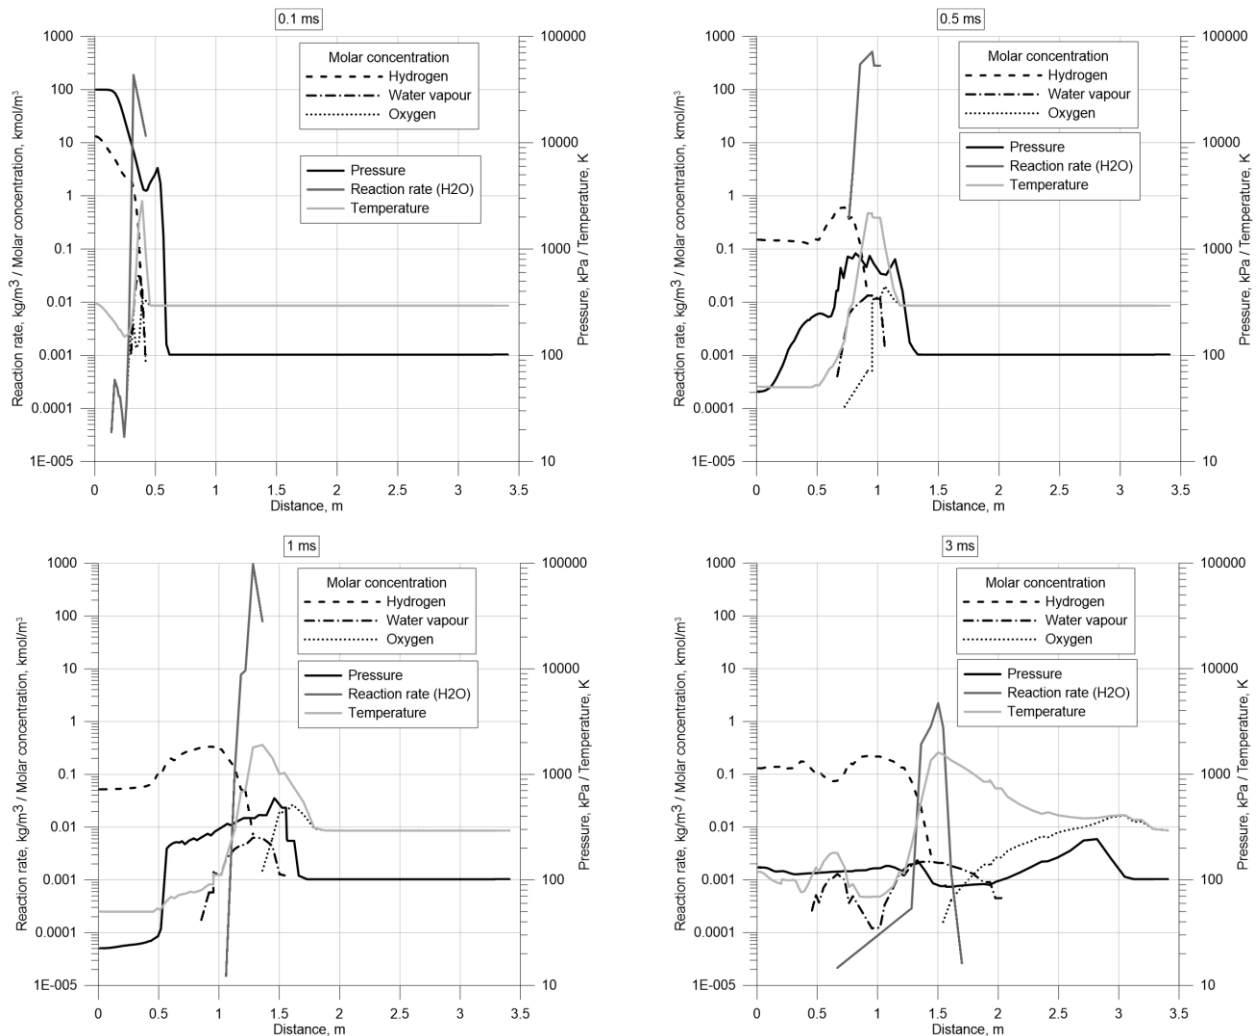 0.1 ms
1000
100
10
1
0.1
0.01
0.001
0.0001
1E-005
Reaction rate, kg/m³ / Molar concentration, kmol/m³
Molar concentration
Hydrogen
Water vapour
Oxygen
Pressure
Reaction rate (H2O)
Temperature
100000
10000
1000
100
10
Pressure, kPa / Temperature, K
0 0.5 1 1.5 2 2.5 3 3.5
Distance, m
0.5 ms
1000
100
10
1
0.1
0.01
0.001
0.0001
1E-005
Reaction rate, kg/m³ / Molar concentration, kmol/m³
Molar concentration
Hydrogen
Water vapour
Oxygen
Pressure
Reaction rate (H2O)
Temperature
100000
10000
1000
100
10
Pressure, kPa / Temperature, K
0 0.5 1 1.5 2 2.5 3 3.5
Distance, m
1 ms
1000
100
10
1
0.1
0.01
0.001
0.0001
1E-005
Reaction rate, kg/m³ / Molar concentration, kmol/m³
Molar concentration
Hydrogen
Water vapour
Oxygen
Pressure
Reaction rate (H2O)
Temperature
100000
10000
1000
100
10
Pressure, kPa / Temperature, K
0 0.5 1 1.5 2 2.5 3 3.5
Distance, m
3 ms
1000
100
10
1
0.1
0.01
0.001
0.0001
1E-005
Reaction rate, kg/m³ / Molar concentration, kmol/m³
Molar concentration
Hydrogen
Water vapour
Oxygen
Pressure
Reaction rate (H2O)
Temperature
100000
10000
1000
100
10
Pressure, kPa / Temperature, K
0 0.5 1 1.5 2 2.5 3 3.5
Distance, m